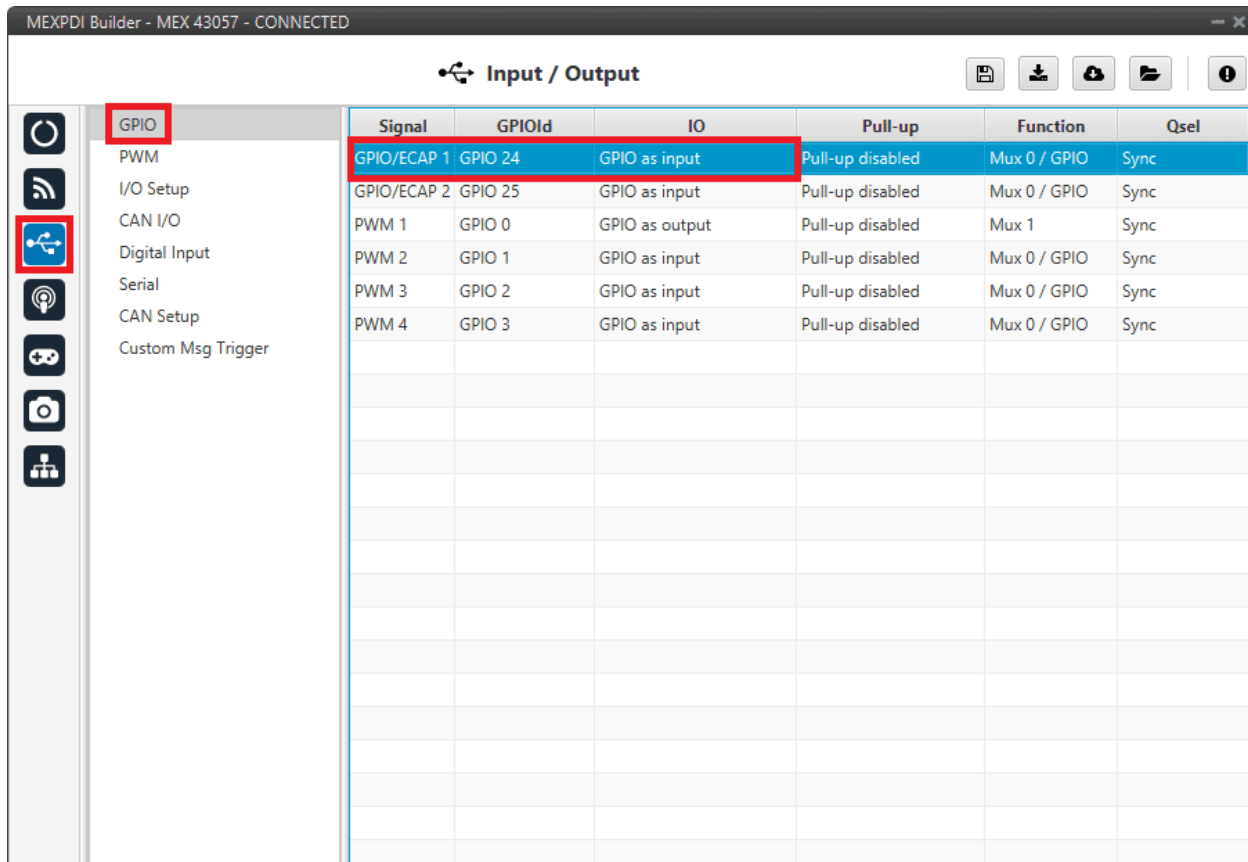 MEXPDI Builder - MEX 43057 - CONNECTED
Input / Output
GPIO
PWM
I/O Setup
CAN I/O
Digital Input
Serial
CAN Setup
Custom Msg Trigger
Signal GPIOId IO Pull-up Function Qsel
GPIO/ECAP 1 GPIO 24 GPIO as input Pull-up disabled Mux 0 / GPIO Sync
GPIO/ECAP 2 GPIO 25 GPIO as input Pull-up disabled Mux 0 / GPIO Sync
PWM 1 GPIO 0 GPIO as output Pull-up disabled Mux 1 Sync
PWM 2 GPIO 1 GPIO as input Pull-up disabled Mux 0 / GPIO Sync
PWM 3 GPIO 2 GPIO as input Pull-up disabled Mux 0 / GPIO Sync
PWM 4 GPIO 3 GPIO as input Pull-up disabled Mux 0 / GPIO Sync